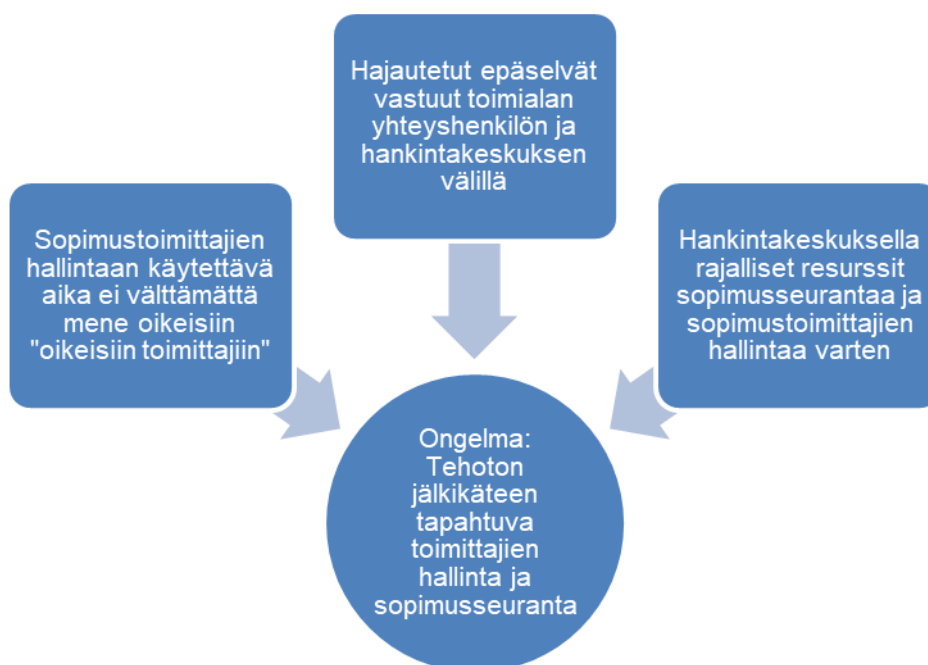 Hajautetut epäselvät
vastuut toimialan
yhteyshenkilön ja
hankintakeskuksen
välillä
Sopimustoimittajien
hallintaan käytettävä
aika ei välttämättä
mene oikeisiin
"oikeisiin toimittajiin"
Hankintakeskuksella
rajalliset resurssit
sopimusseurantaa ja
sopimustoimittajien
hallintaa varten
Ongelma:
Tehoton
jälkikäteen
tapahtuva
toimittajien
hallinta ja
sopimusseuranta